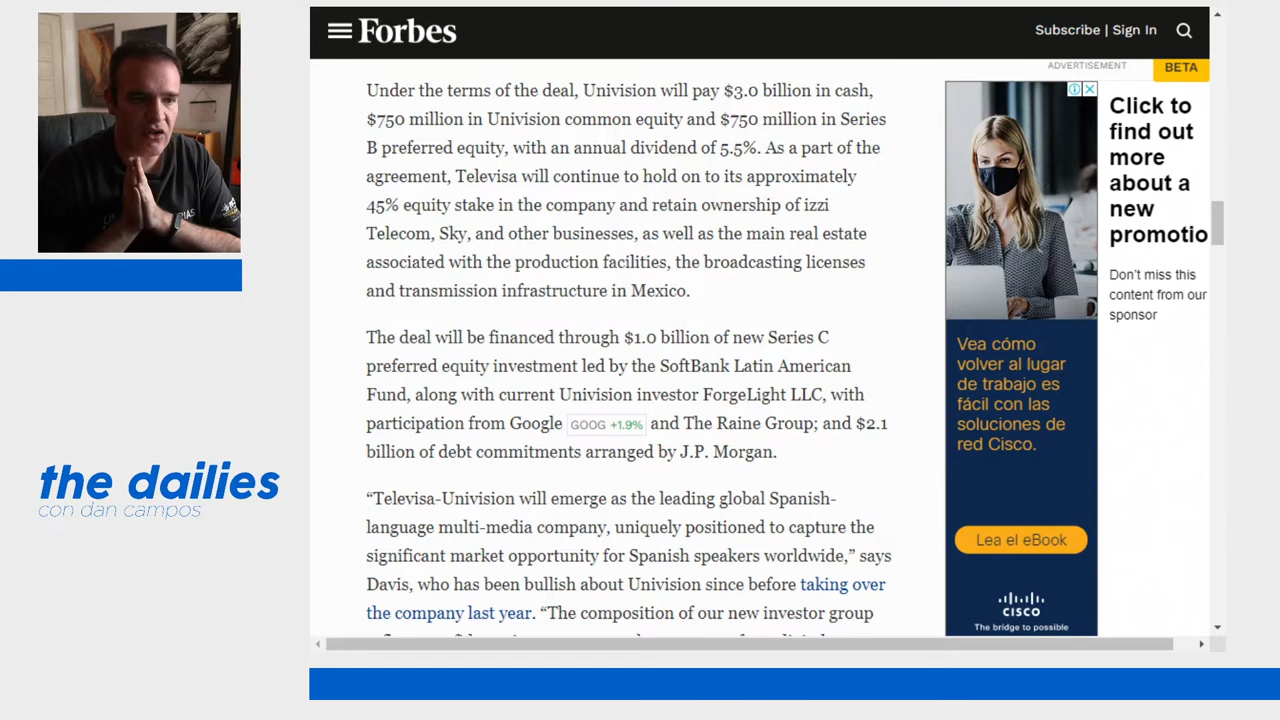 Forbes
Subscribe | Sign In
ADVERTISEMENT
BETA
Under the terms of the deal, Univision will pay $3.0 billion in cash,
$750 million in Univision common equity and $750 million in Series
B preferred equity, with an annual dividend of 5.5%. As a part of the
agreement, Televisa will continue to hold on to its approximately
45% equity stake in the company and retain ownership of izzi
Telecom, Sky, and other businesses, as well as the main real estate
associated with the production facilities, the broadcasting licenses
and transmission infrastructure in Mexico.
The deal will be financed through $1.0 billion of new Series C
preferred equity investment led by the SoftBank Latin American
Fund, along with current Univision investor ForgeLight LLC, with
participation from Google GOOG +1.9% and The Raine Group; and $2.1
billion of debt commitments arranged by J.P. Morgan.
“Televisa-Univision will emerge as the leading global Spanish-
language multi-media company, uniquely positioned to capture the
significant market opportunity for Spanish speakers worldwide,” says
Davis, who has been bullish about Univision since before taking over
the company last year. “The composition of our new investor group
Click to
find out
more
about a
new
promotio
Don't miss this
content from our
sponsor
Vea cómo
volver al lugar
de trabajo es
fácil con las
soluciones de
red Cisco.
Lea el eBook
CISCO
The bridge to possible
the dailies
con dan campos